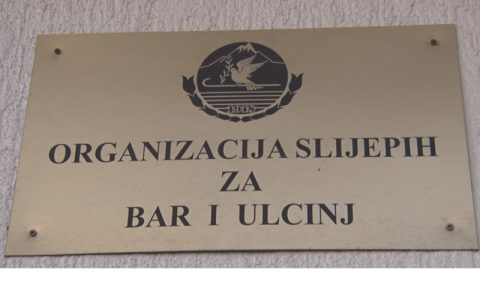 ORGANIZACIJA SLIJEPIH
ZA
BAR I ULCINJ